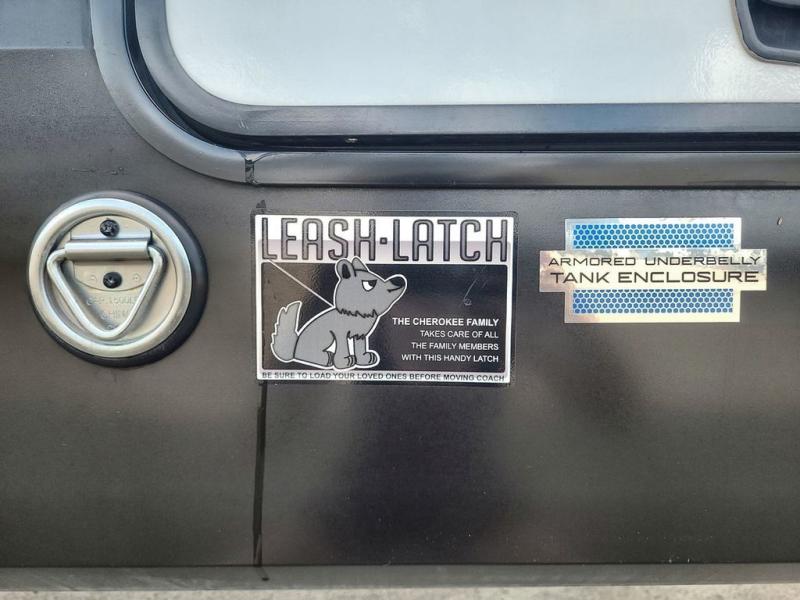 LEASH·LATCH
THE CHEROKEE FAMILY
TAKES CARE OF ALL
THE FAMILY MEMBERS
WITH THIS HANDY LATCH
BE SURE TO LOAD YOUR LOVED ONES BEFORE MOVING COACH
ARMORED UNDERBELLY
TANK ENCLOSURE